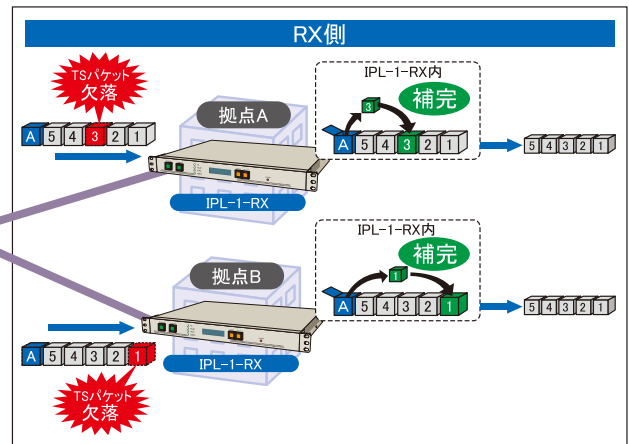 RX側
TSパケット
欠落
A 5 4 3 2 1
拠点A
IPL-1-RX
IPL-1-RX内
補完
3
A 5 4 3 2 1
5 4 3 2 1
拠点B
IPL-1-RX
IPL-1-RX内
補完
1
A 5 4 3 2 1
5 4 3 2 1
A 5 4 3 2 1
TSパケット
欠落